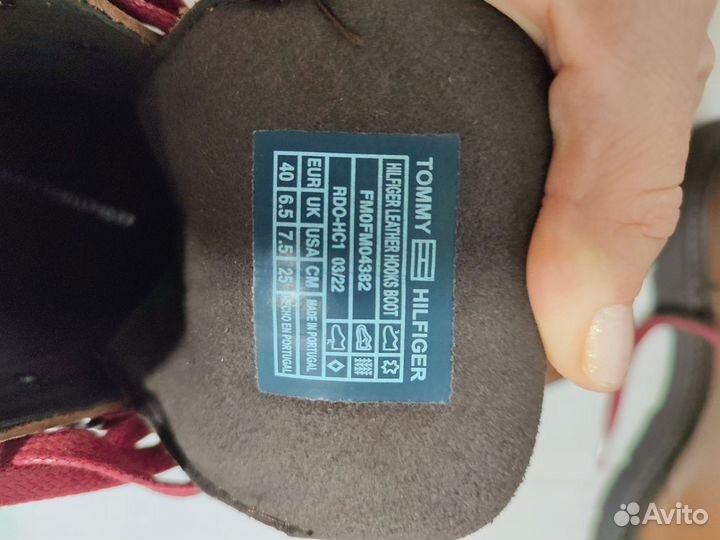 TOMMY HILFIGER
HILFIGER LEATHER HOOKS BOOT
FM0FM04382
RDO-HC1 03/22
EUR UK USA CM MADE IN PORTUGAL
40 6.5 7.5 25 HECHO EN PORTUGAL
Avito